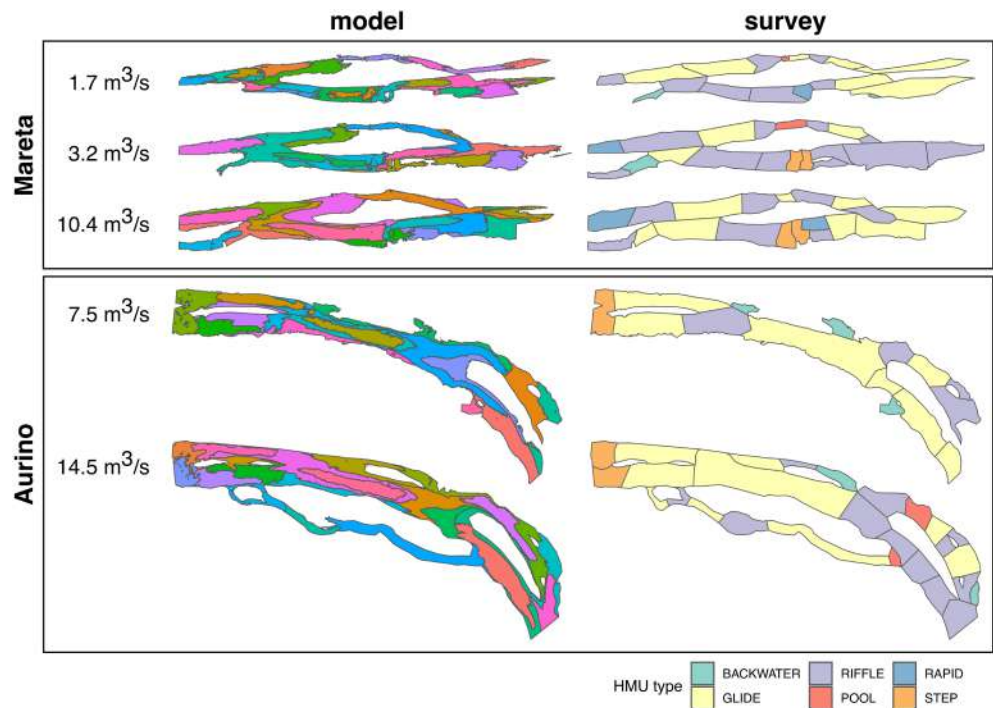 model survey
Mareta
1.7 m³/s
3.2 m³/s
10.4 m³/s
Aurino
7.5 m³/s
14.5 m³/s
HMU type
BACKWATER RIFFLE RAPID
GLIDE POOL STEP